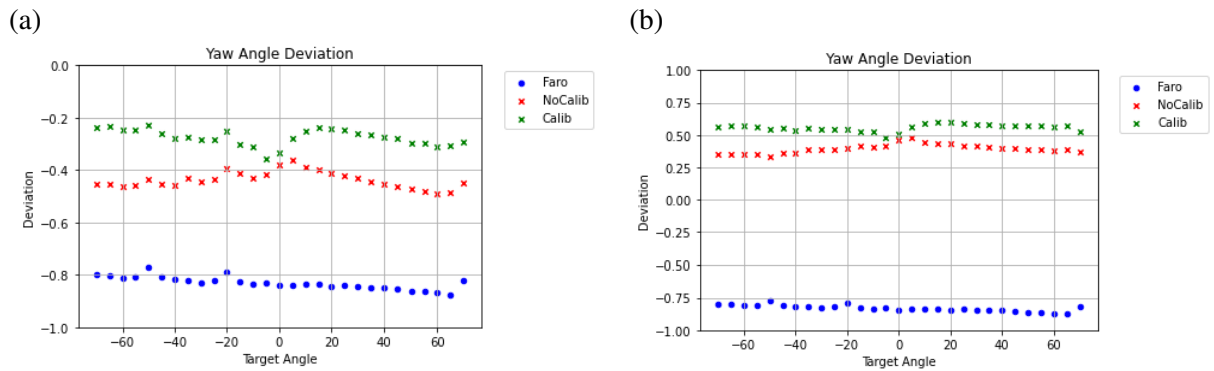 (a)
Yaw Angle Deviation
Faro
NoCalib
Calib
Deviation
0.0
−0.2
−0.4
−0.6
−0.8
−1.0
−60
−40
−20
0
20
40
60
Target Angle
(b)
Yaw Angle Deviation
Faro
NoCalib
Calib
Deviation
1.00
0.75
0.50
0.25
0.00
−0.25
−0.50
−0.75
−1.00
−60
−40
−20
0
20
40
60
Target Angle